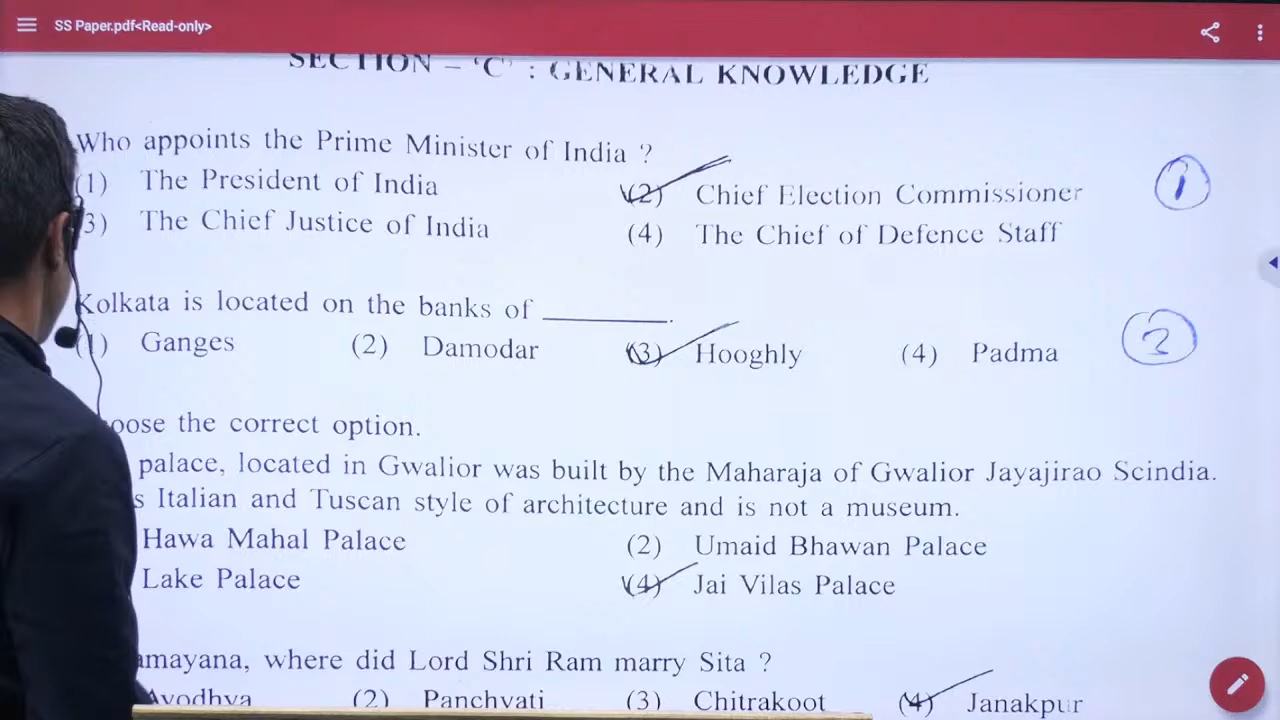 SS Paper.pdf<Read-only>
SECTION – 'C' : GENERAL KNOWLEDGE
Who appoints the Prime Minister of India ?
(1) The President of India (2) Chief Election Commissioner
3) The Chief Justice of India (4) The Chief of Defence Staff
1
Kolkata is located on the banks of ________.
(1) Ganges (2) Damodar (3) Hooghly (4) Padma
2
oose the correct option.
palace, located in Gwalior was built by the Maharaja of Gwalior Jayajirao Scindia.
s Italian and Tuscan style of architecture and is not a museum.
Hawa Mahal Palace (2) Umaid Bhawan Palace
Lake Palace (4) Jai Vilas Palace
amayana, where did Lord Shri Ram marry Sita ?
Ayodhya (2) Panchvati (3) Chitrakoot (4) Janakpur